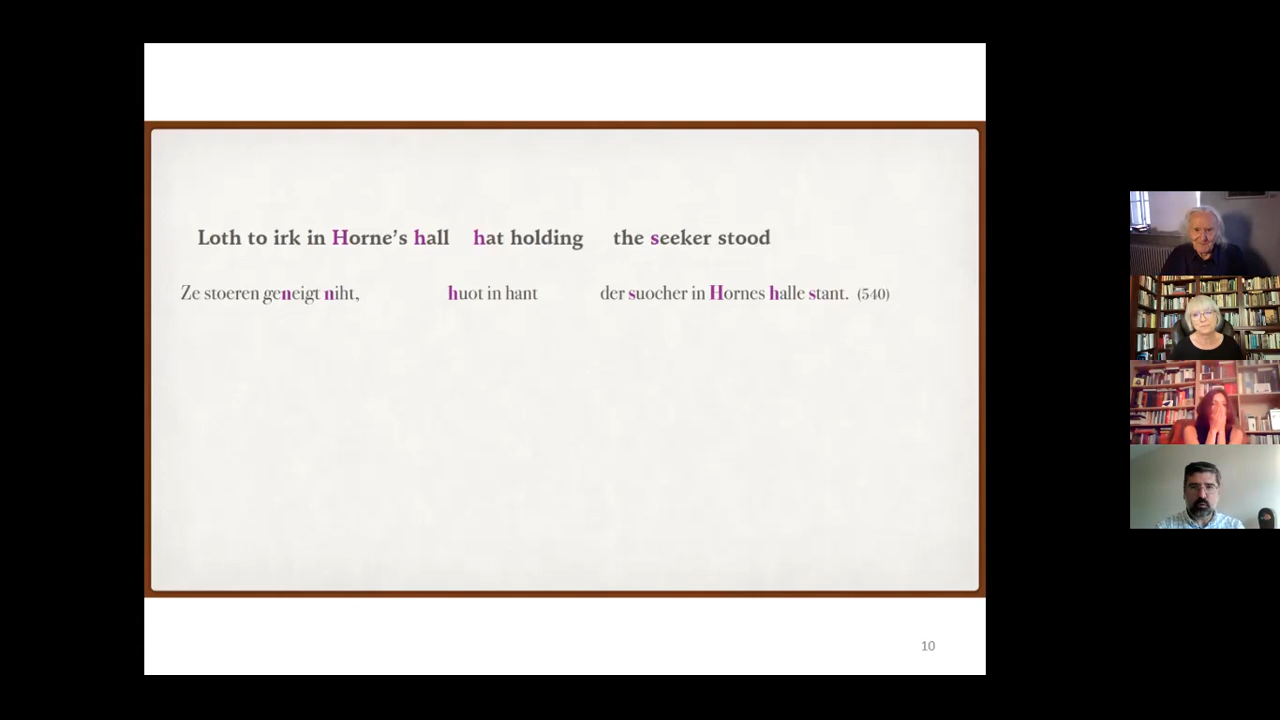 Loth to irk in Horne’s hall hat holding the seeker stood
Ze stoeren geneigt niht, huot in hant der suocher in Hornes halle stant. (540)
10